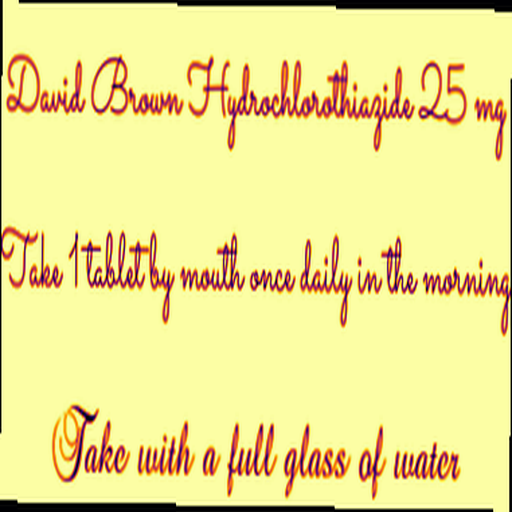 David Brown Hydrochlorothiazide 25 mg
Take 1 tablet by mouth once daily in the morning
Take with a full glass of water